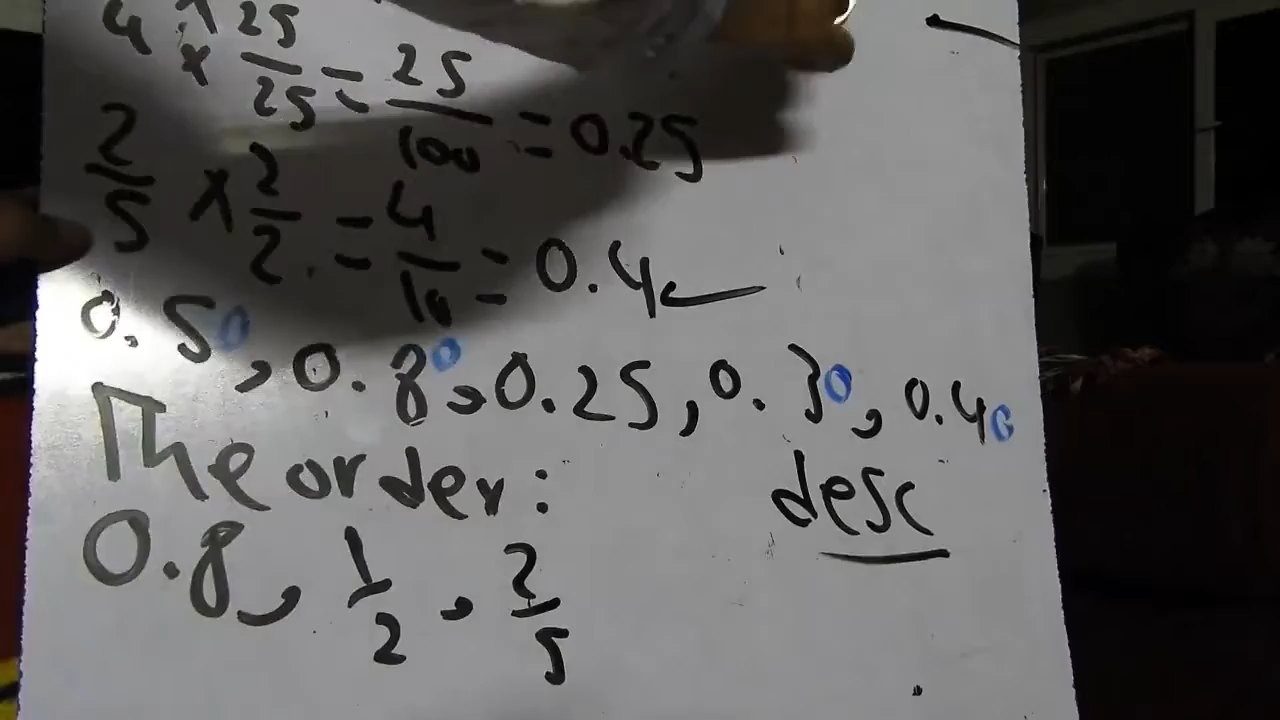 4 × 25/25 = 25/100 = 0.25
2/5 × 2/2 = 4/10 = 0.4
0.50, 0.80, 0.25, 0.30, 0.40
The order:
desc
0.8, 1/2, 2/5